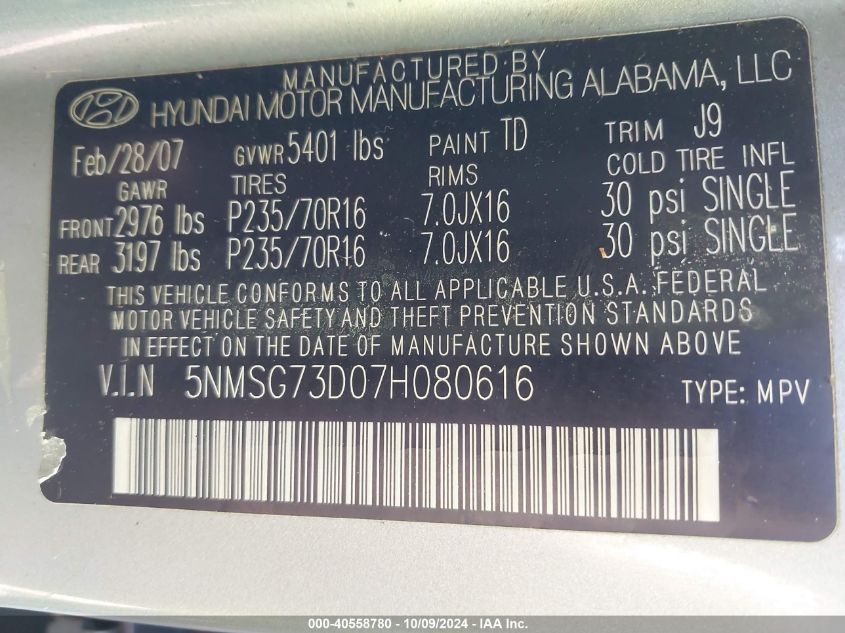 MANUFACTURED BY
HYUNDAI MOTOR MANUFACTURING ALABAMA, LLC
Feb/28/07 GVWR 5401 lbs PAINT TD TRIM J9
GAWR TIRES RIMS COLD TIRE INFL
FRONT 2976 lbs P235/70R16 7.0JX16 30 psi SINGLE
REAR 3197 lbs P235/70R16 7.0JX16 30 psi SINGLE
THIS VEHICLE CONFORMS TO ALL APPLICABLE U.S.A. FEDERAL
MOTOR VEHICLE SAFETY AND THEFT PREVENTION STANDARDS
IN EFFECT ON THE DATE OF MANUFACTURE SHOWN ABOVE
V.I.N 5NMSG73D07H080616 TYPE: MPV
000-40558780 - 10/09/2024 - IAA Inc.